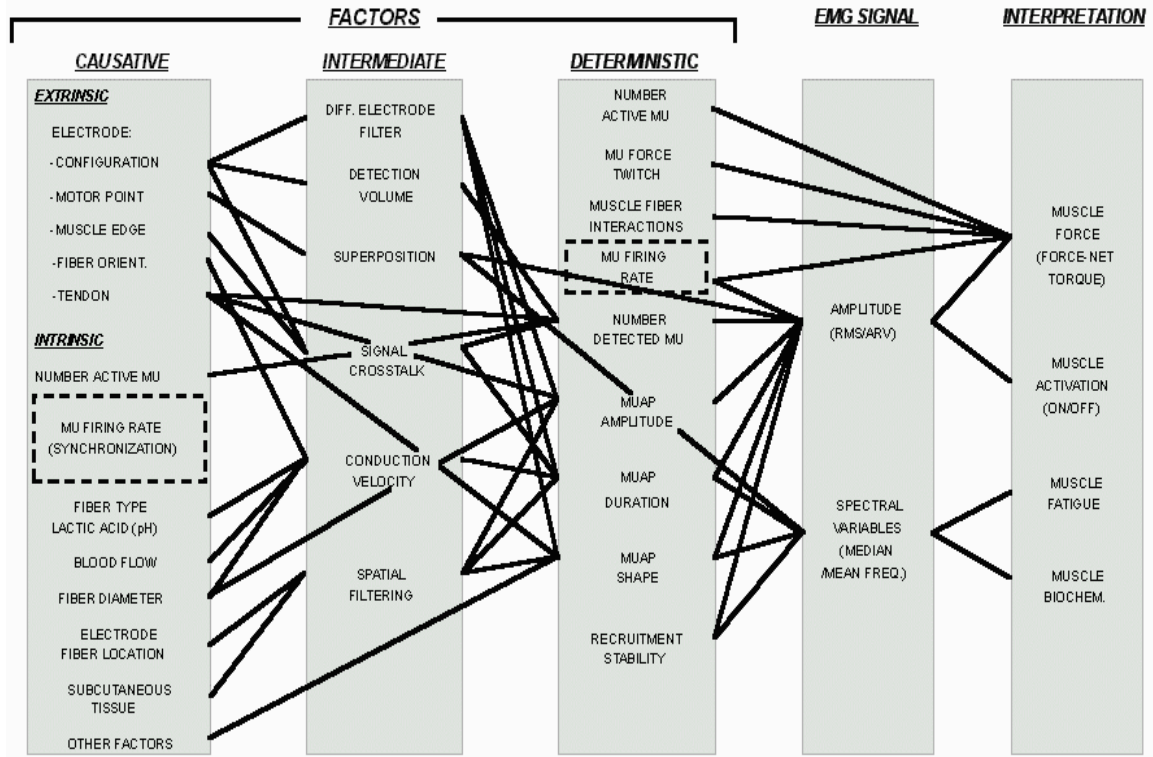 FACTORS
EMG SIGNAL
INTERPRETATION
CAUSATIVE
INTERMEDIATE
DETERMINISTIC
EXTRINSIC
ELECTRODE:
- CONFIGURATION
- MOTOR POINT
- MUSCLE EDGE
- FIBER ORIENT.
- TENDON
INTRINSIC
NUMBER ACTIVE MU
MU FIRING RATE
(SYNCHRONIZATION)
FIBER TYPE
LACTIC ACID (pH)
BLOOD FLOW
FIBER DIAMETER
ELECTRODE
FIBER LOCATION
SUBCUTANEOUS
TISSUE
OTHER FACTORS
DIFF. ELECTRODE
FILTER
DETECTION
VOLUME
SUPERPOSITION
SIGNAL
CROSSTALK
CONDUCTION
VELOCITY
SPATIAL
FILTERING
NUMBER
ACTIVE MU
MU FORCE
TWITCH
MUSCLE FIBER
INTERACTIONS
MU FIRING
RATE
NUMBER
DETECTED MU
MUAP
AMPLITUDE
MUAP
DURATION
MUAP
SHAPE
RECRUITMENT
STABILITY
AMPLITUDE
(RMS/ARV)
SPECTRAL
VARIABLES
(MEDIAN
/MEAN FREQ.)
MUSCLE
FORCE
(FORCE-NET
TORQUE)
MUSCLE
ACTIVATION
(ON/OFF)
MUSCLE
FATIGUE
MUSCLE
BIOCHEM.